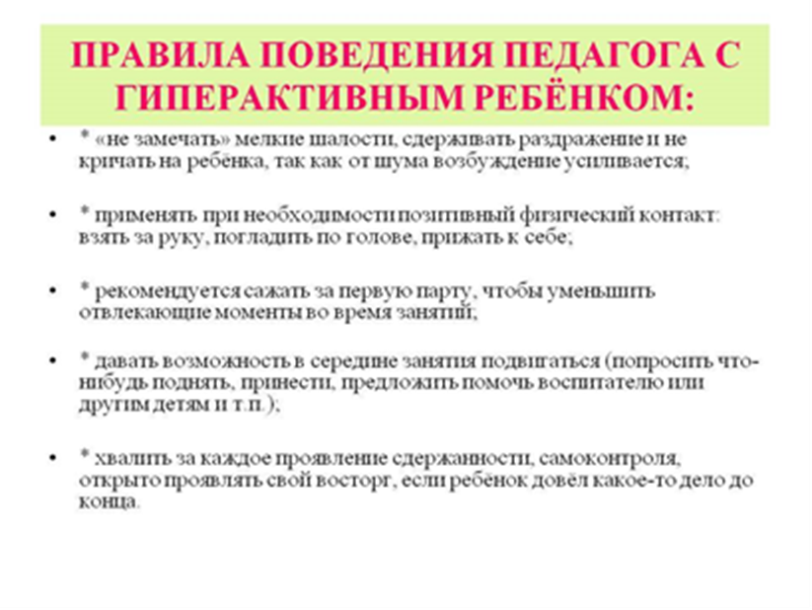 ПРАВИЛА ПОВЕДЕНИЯ ПЕДАГОГА С
ГИПЕРАКТИВНЫМ РЕБЁНКОМ:
• * «не замечать» мелкие шалости, сдерживать раздражение и не
кричать на ребёнка, так как от шума возбуждение усиливается;
• * применять при необходимости позитивный физический контакт:
взять за руку, погладить по голове, прижать к себе;
• * рекомендуется сажать за первую парту, чтобы уменьшить
отвлекающие моменты во время занятий;
• * давать возможность в середине занятия подвигаться (попросить что-
нибудь поднять, принести, предложить помочь воспитателю или
другим детям и т.п.);
• * хвалить за каждое проявление сдержанности, самоконтроля,
открыто проявлять свой восторг, если ребёнок довёл какое-то дело до
конца.